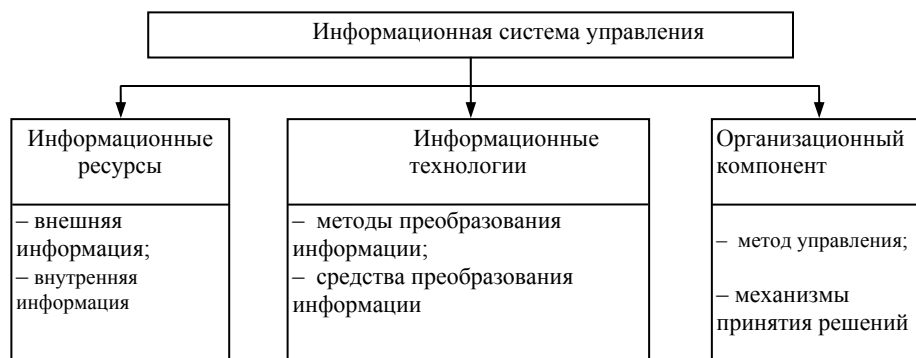 Информационная система управления
Информационные
ресурсы
– внешняя
информация;
– внутренняя
информация
Информационные
технологии
– методы преобразования
информации;
– средства преобразования
информации
Организационный
компонент
– метод управления;
– механизмы
принятия решений